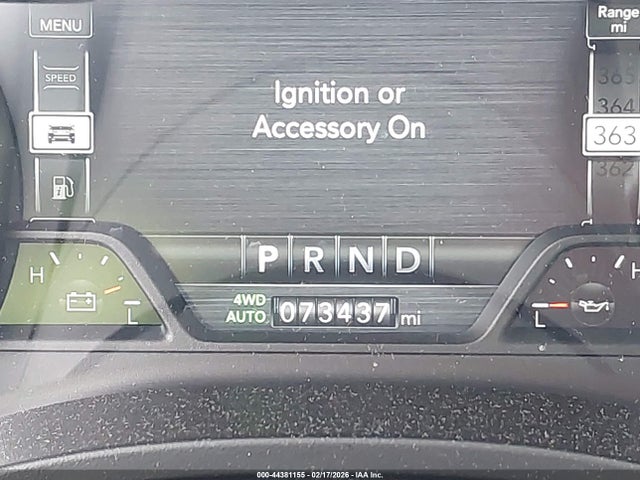 MENU
Range
mi
SPEED
365
364
363
362
Ignition or
Accessory On
P R N D
H
L
4WD
AUTO
073437 mi
H
L
000-44381155 - 02/17/2026 - IAA Inc.